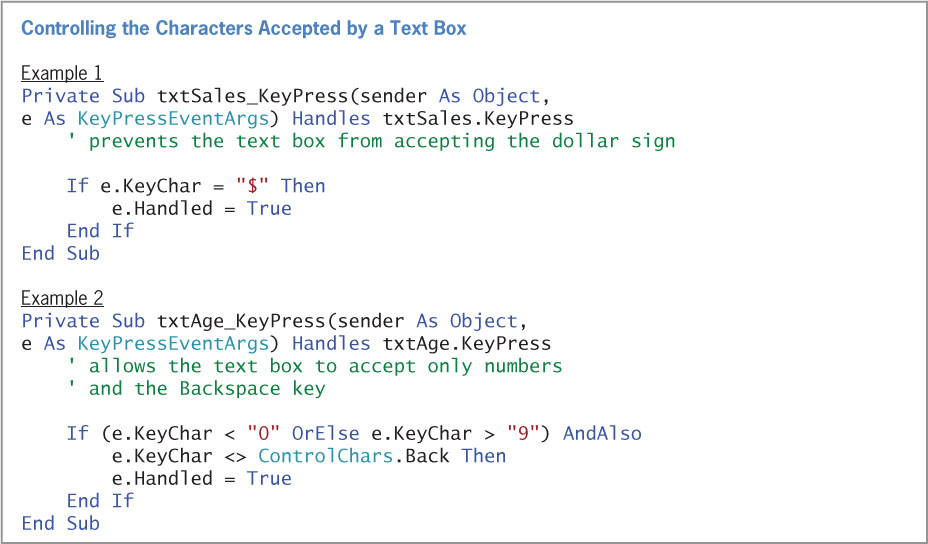 Controlling the Characters Accepted by a Text Box
Example 1
Private Sub txtSales_KeyPress(sender As Object,
e As KeyPressEventArgs) Handles txtSales.KeyPress
    ' prevents the text box from accepting the dollar sign
    If e.KeyChar = "$" Then
        e.Handled = True
    End If
End Sub
Example 2
Private Sub txtAge_KeyPress(sender As Object,
e As KeyPressEventArgs) Handles txtAge.KeyPress
    ' allows the text box to accept only numbers
    ' and the Backspace key
    If (e.KeyChar < "0" OrElse e.KeyChar > "9") AndAlso
        e.KeyChar <> ControlChars.Back Then
        e.Handled = True
    End If
End Sub